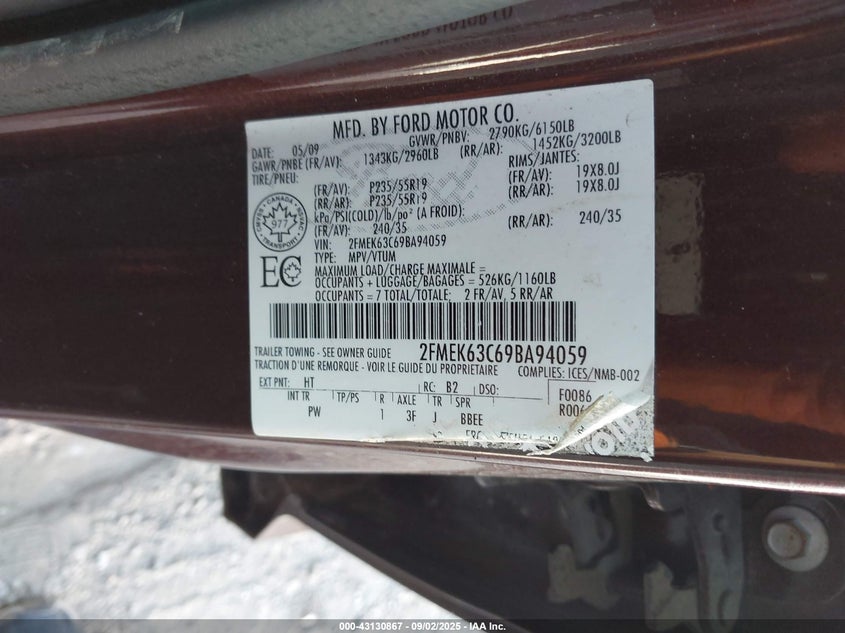 MFD. BY FORD MOTOR CO.
DATE: 05/09 GVWR/PNBV: 2790KG/6150LB
GAWR/PNBE (FR/AV): 1343KG/2960LB (RR/AR): 1452KG/3200LB
TIRE/PNEU: RIMS/JANTES:
(FR/AV): P235/55R19 (FR/AV): 19X8.0J
(RR/AR): P235/55R19 (RR/AR): 19X8.0J
kPa/PSI(COLD)/lb/po² (A FROID):
(FR/AV): 240/35 (RR/AR): 240/35
CANADA
977
TRANSPORT
VIN: 2FMEK63C69BA94059
TYPE: MPV/VTUM
EC
MAXIMUM LOAD/CHARGE MAXIMALE =
OCCUPANTS + LUGGAGE/BAGAGES = 526KG/1160LB
OCCUPANTS = 7 TOTAL/TOTALE: 2 FR/AV, 5 RR/AR
2FMEK63C69BA94059
TRAILER TOWING - SEE OWNER GUIDE
TRACTION D'UNE REMORQUE - VOIR LE GUIDE DU PROPRIETAIRE COMPLIES: ICES/NMB-002
EXT PNT: HT RC: B2 DSO: F0086
INT TR TP/PS R AXLE TR SPR
PW 1 3F J BBEE
000-43130867 - 09/02/2025 - IAA Inc.